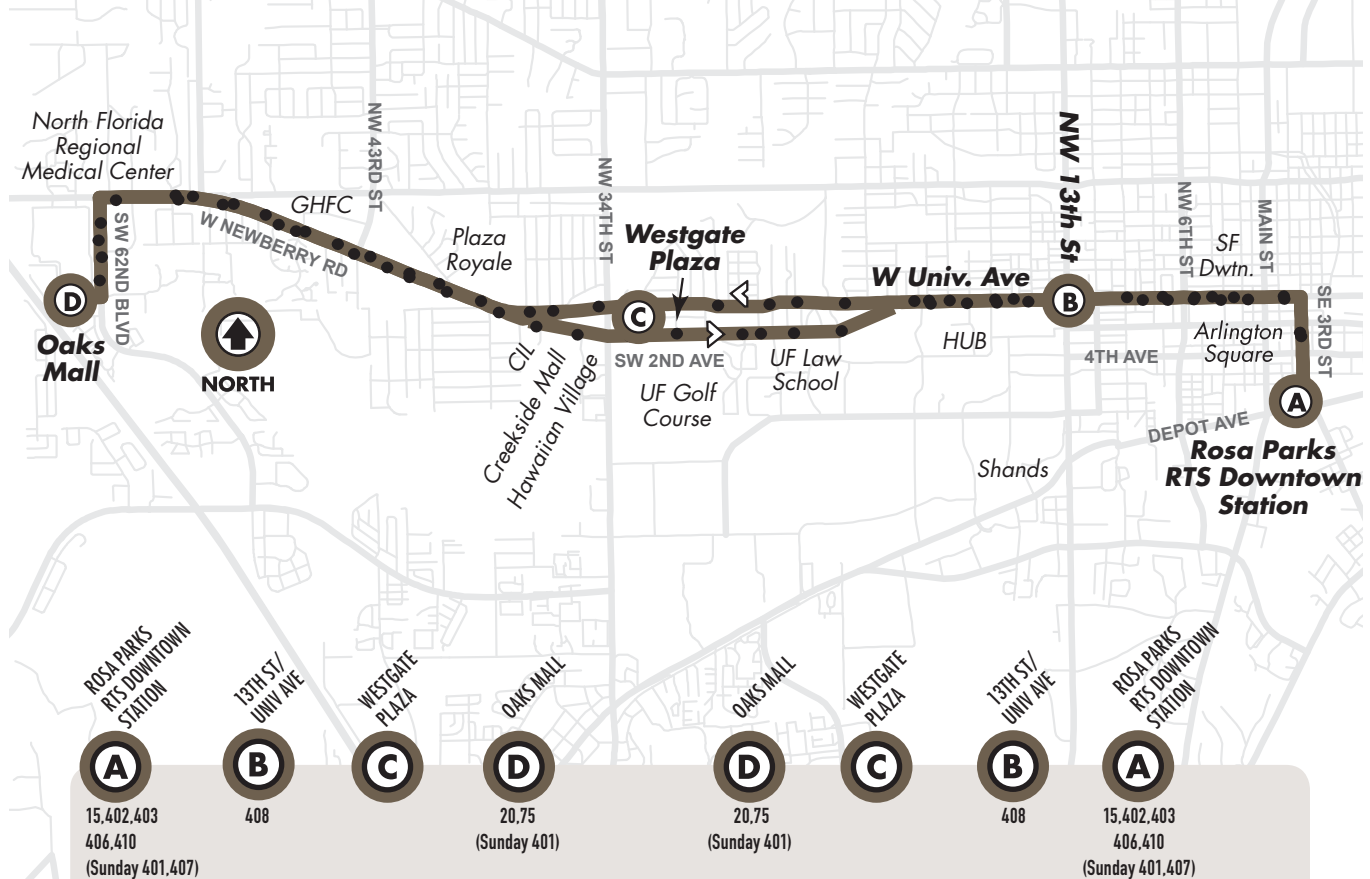 North Florida
Regional
Medical Center
SW 62ND BLVD
D
Oaks
Mall
NORTH
W NEWBERRY RD
GHFC
NW 43RD ST
Plaza
Royale
CIL
Creekside Mall
Hawaiian Village
NW 34TH ST
Westgate
Plaza
C
SW 2ND AVE
UF Golf
Course
UF Law
School
W Univ. Ave
HUB
NW 13th St
B
4TH AVE
Shands
NW 6TH ST
SF
Dwtn.
MAIN ST
Arlington
Square
SE 3RD ST
DEPOT AVE
A
Rosa Parks
RTS Downtown
Station
ROSA PARKS
RTS DOWNTOWN
STATION
A
15,402,403
406,410
(Sunday 401,407)
13TH ST/
UNIV AVE
B
408
WESTGATE
PLAZA
C
OAKS MALL
D
20,75
(Sunday 401)
OAKS MALL
D
20,75
(Sunday 401)
WESTGATE
PLAZA
C
13TH ST/
UNIV AVE
B
408
ROSA PARKS
RTS DOWNTOWN
STATION
A
15,402,403
406,410
(Sunday 401,407)